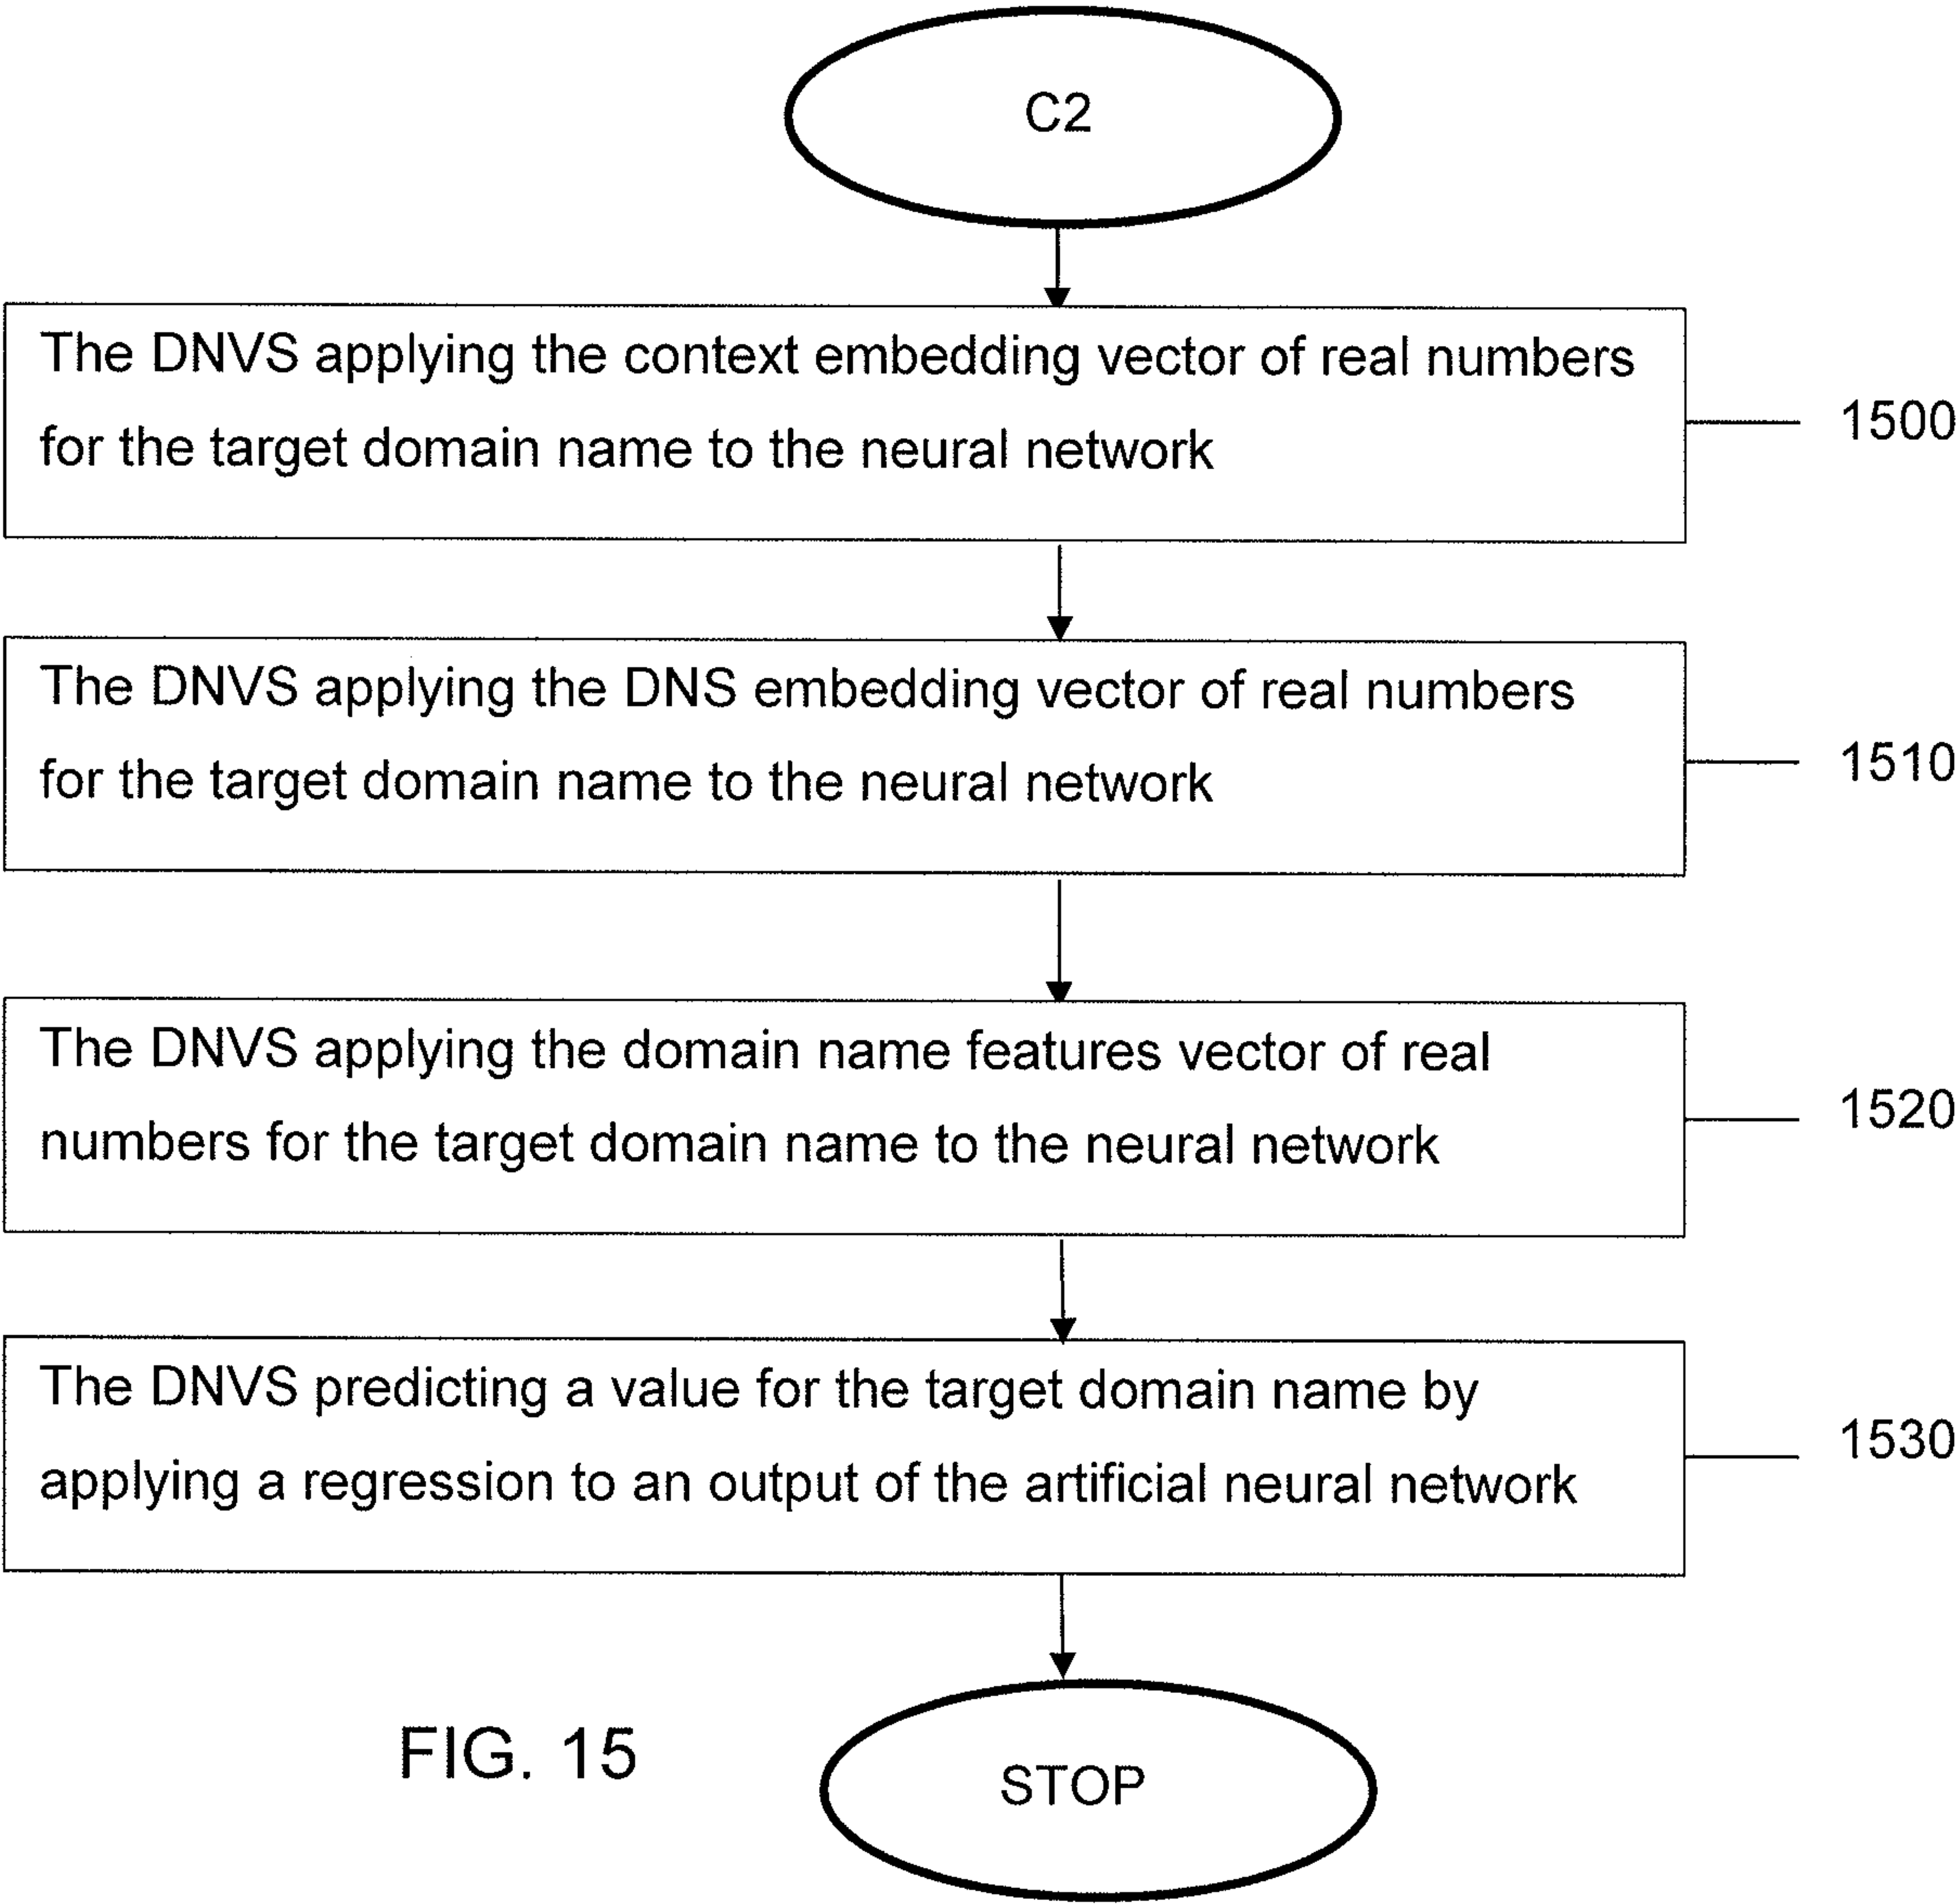 C2
The DNVS applying the context embedding vector of real numbers
for the target domain name to the neural network
1500
The DNVS applying the DNS embedding vector of real numbers
for the target domain name to the neural network
1510
The DNVS applying the domain name features vector of real
numbers for the target domain name to the neural network
1520
The DNVS predicting a value for the target domain name by
applying a regression to an output of the artificial neural network
1530
FIG. 15
STOP